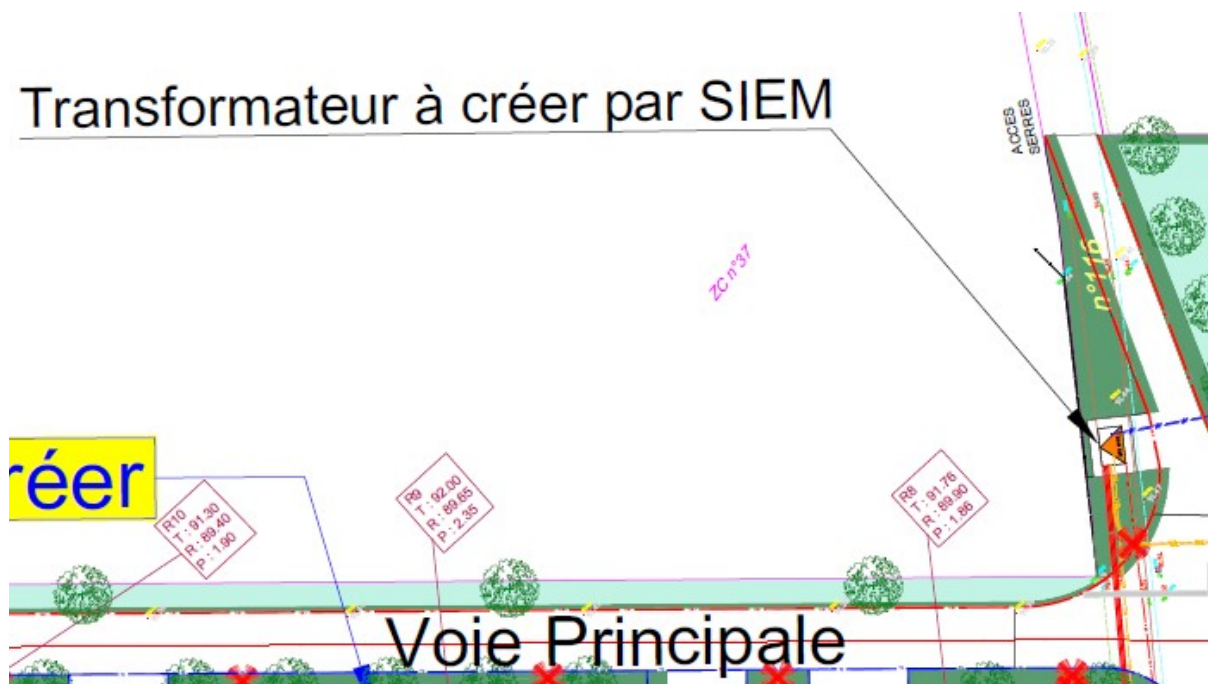 Transformateur à créer par SIEM
ACCES
SERRES
ZC n°37
n°116
réer
R10
T : 91.30
R : 89.40
P : 1.90
R9
T : 92.00
R : 89.65
P : 2.35
R8
T : 91.76
R : 89.90
P : 1.86
Voie Principale